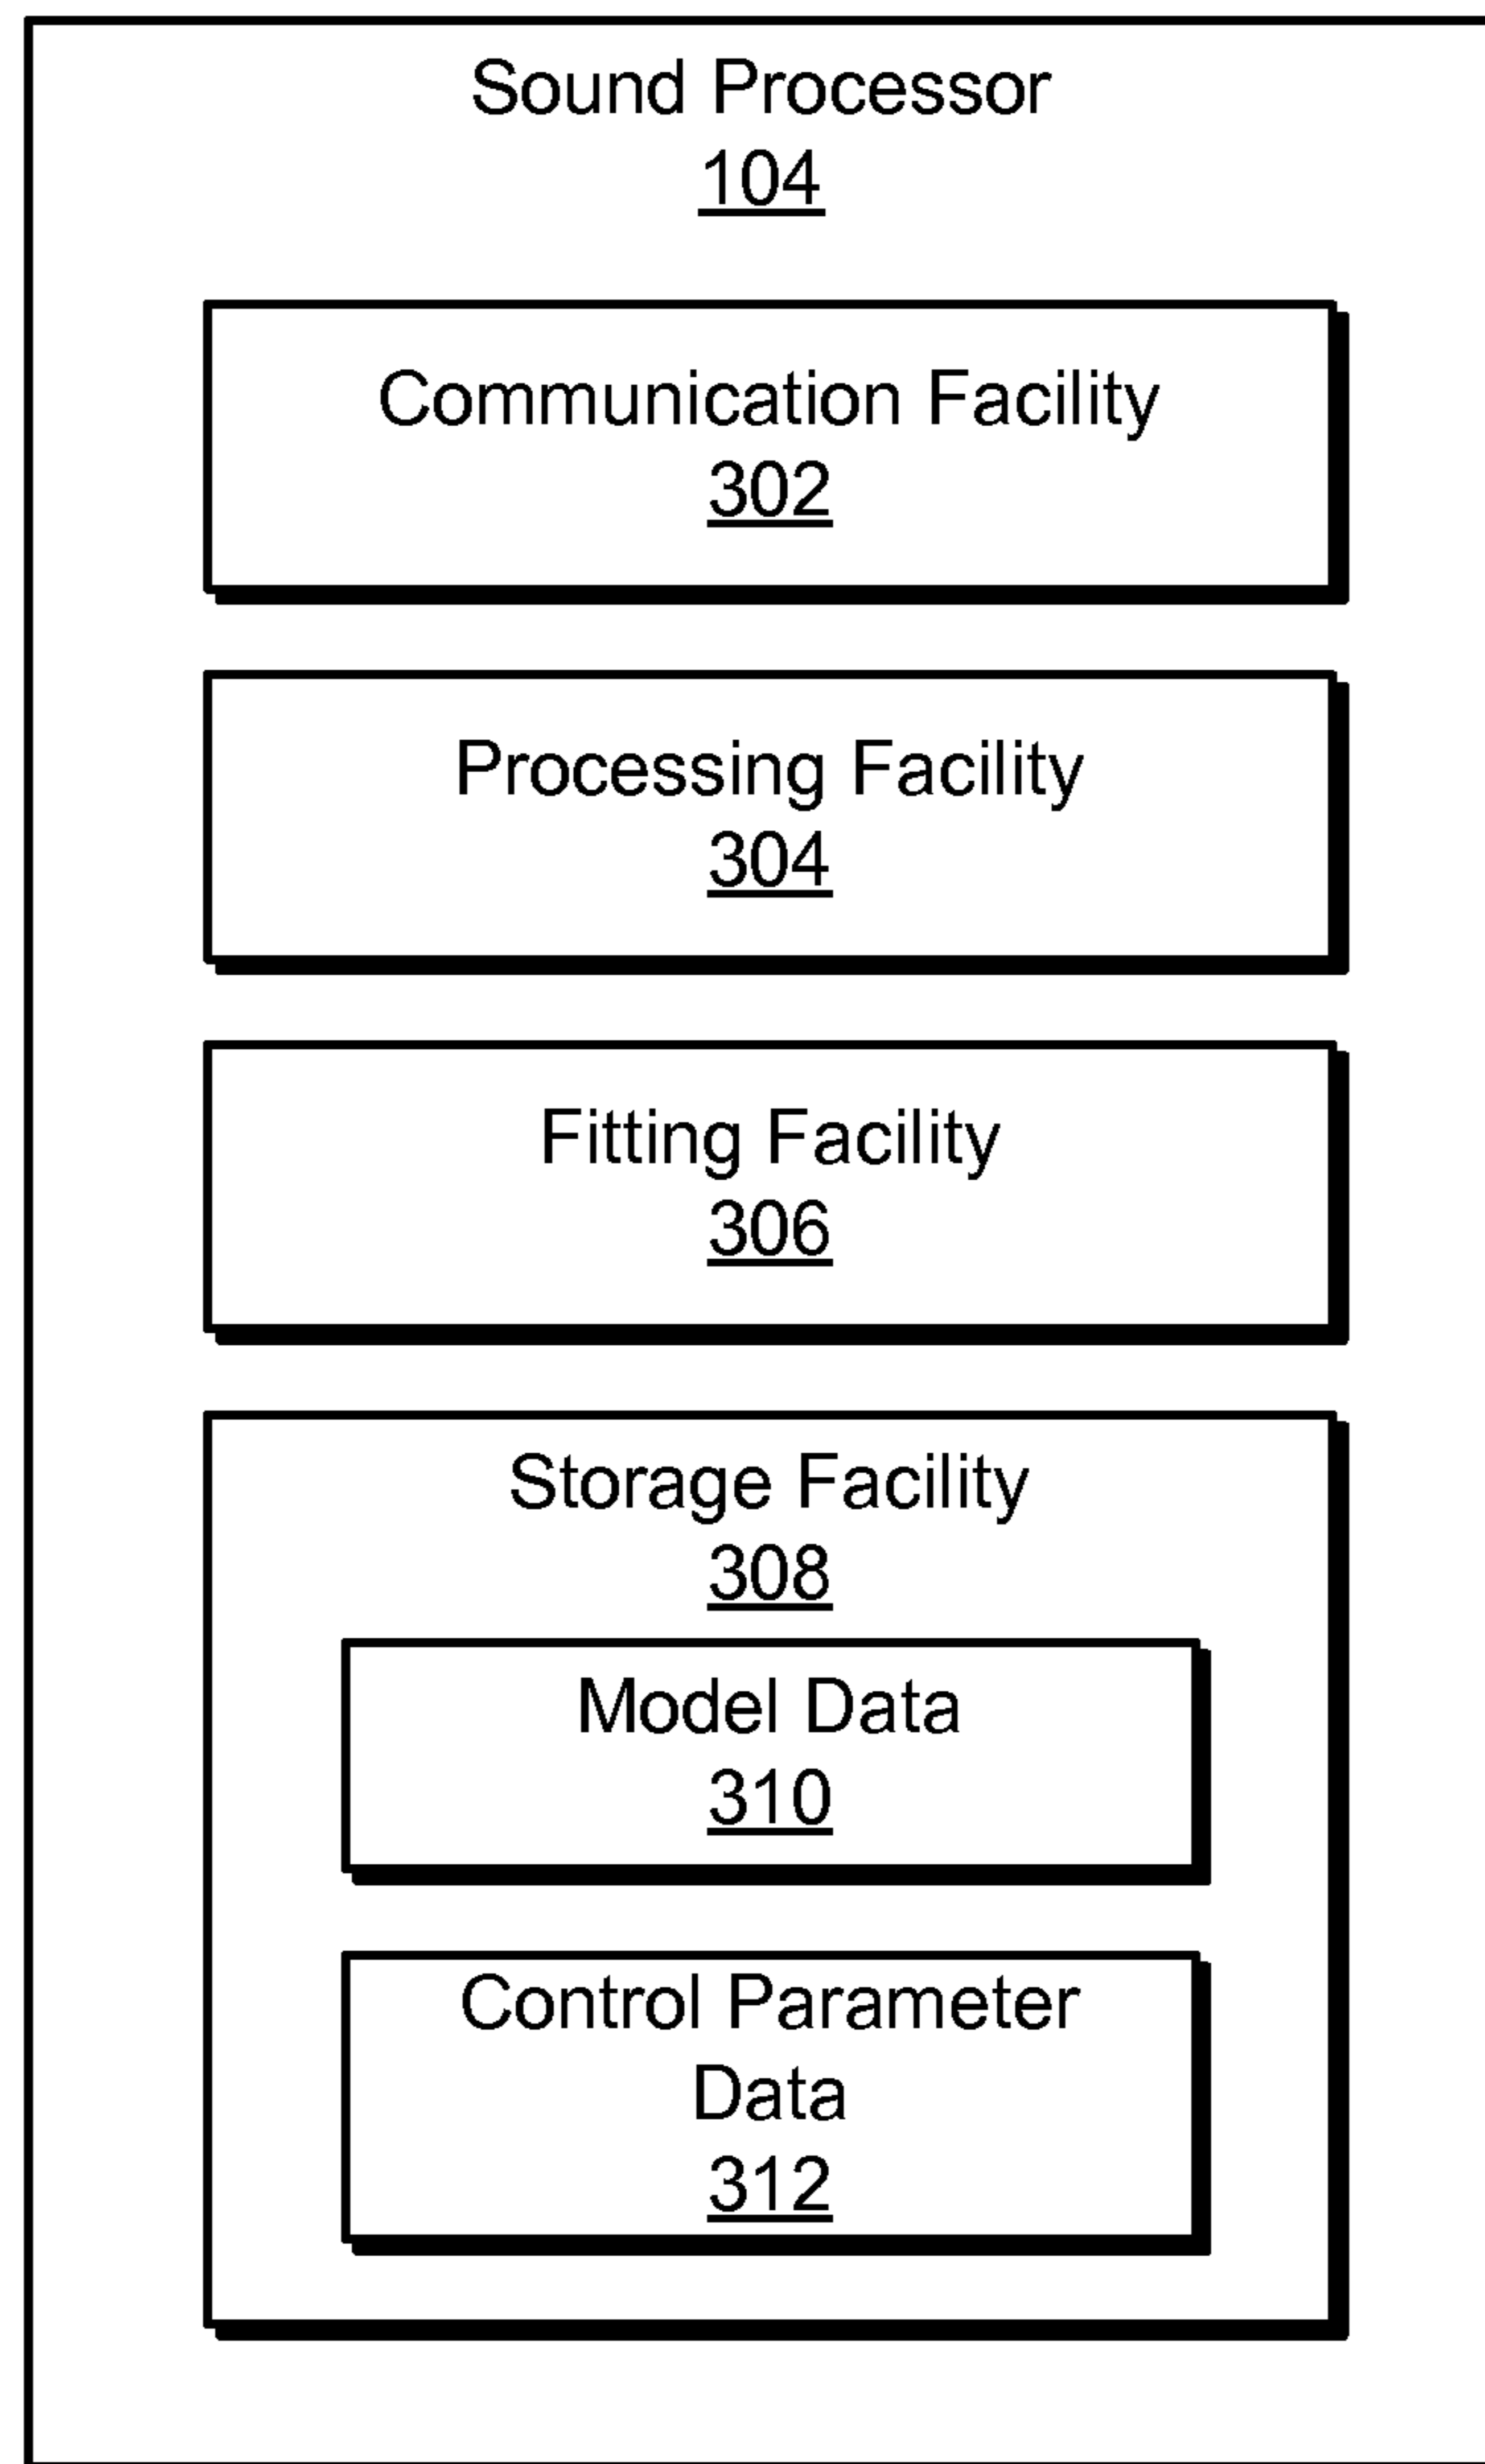 Sound Processor
104
Communication Facility
302
Processing Facility
304
Fitting Facility
306
Storage Facility
308
Model Data
310
Control Parameter
Data
312